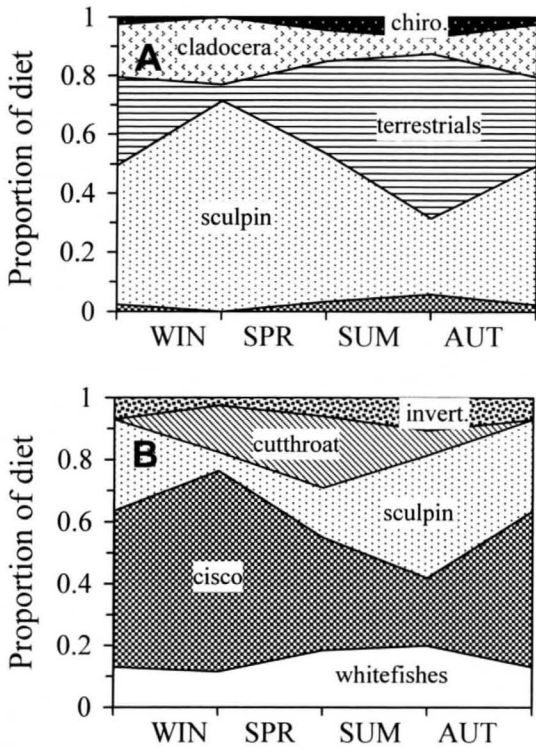 1
chiro.
cladocera.
0.8
A
Proportion of diet
0.6
terrestrials
0.4
sculpin
0.2
0
WIN SPR SUM AUT
1
invert.
cutthroat
0.8
B
Proportion of diet
0.6
sculpin
0.4
cisco
0.2
whitefishes
0
WIN SPR SUM AUT